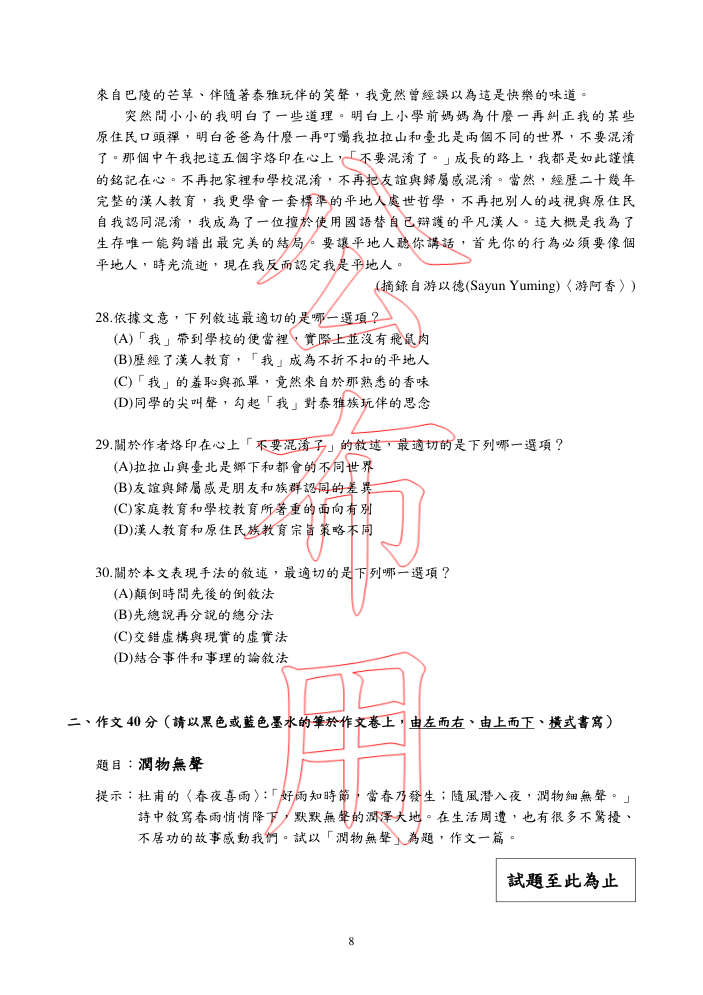 來自巴陵的芒草、伴隨著泰雅玩伴的笑聲，我竟然曾經誤以為這是快樂的味道。
突然間小小的我明白了一些道理。明白上小學前媽媽為什麼一再糾正我的某些
原住民口頭禪，明白爸爸為什麼一再叮囑我拉拉山和臺北是兩個不同的世界，不要混淆
了。那個中午我把這五個字烙印在心上，「不要混淆了。」成長的路上，我都是如此謹慎
的銘記在心。不再把家裡和學校混淆，不再把友誼與歸屬感混淆。當然，經歷二十幾年
完整的漢人教育，我更學會一套標準的平地人處世哲學，不再把別人的歧視與原住民
自我認同混淆，我成為了一位擅於使用國語替自己辯護的平凡漢人。這大概是我為了
生存唯一能夠譜出最完美的結局。要讓平地人聽你講話，首先你的行為必須要像個
平地人，時光流逝，現在我反而認定我是平地人。
(摘錄自游以德(Sayun Yuming)〈游阿香〉)
28.依據文意，下列敘述最適切的是哪一選項？
(A)「我」帶到學校的便當裡，實際上並沒有飛鼠肉
(B)歷經了漢人教育，「我」成為不折不扣的平地人
(C)「我」的羞恥與孤單，竟然來自於那熟悉的香味
(D)同學的尖叫聲，勾起「我」對泰雅族玩伴的思念
29.關於作者烙印在心上「不要混淆了」的敘述，最適切的是下列哪一選項？
(A)拉拉山與臺北是鄉下和都會的不同世界
(B)友誼與歸屬感是朋友和族群認同的差異
(C)家庭教育和學校教育所著重的面向有別
(D)漢人教育和原住民族教育宗旨策略不同
30.關於本文表現手法的敘述，最適切的是下列哪一選項？
(A)顛倒時間先後的倒敘法
(B)先總說再分說的總分法
(C)交錯虛構與現實的虛實法
(D)結合事件和事理的論敘法
二、作文 40 分（請以黑色或藍色墨水的筆於作文卷上，由左而右、由上而下、橫式書寫）
題目：潤物無聲
提示：杜甫的〈春夜喜雨〉：「好雨知時節，當春乃發生；隨風潛入夜，潤物細無聲。」
詩中敘寫春雨悄悄降下，默默無聲的潤澤大地。在生活周遭，也有很多不驚擾、
不居功的故事感動我們。試以「潤物無聲」為題，作文一篇。
試題至此為止
8
公布用